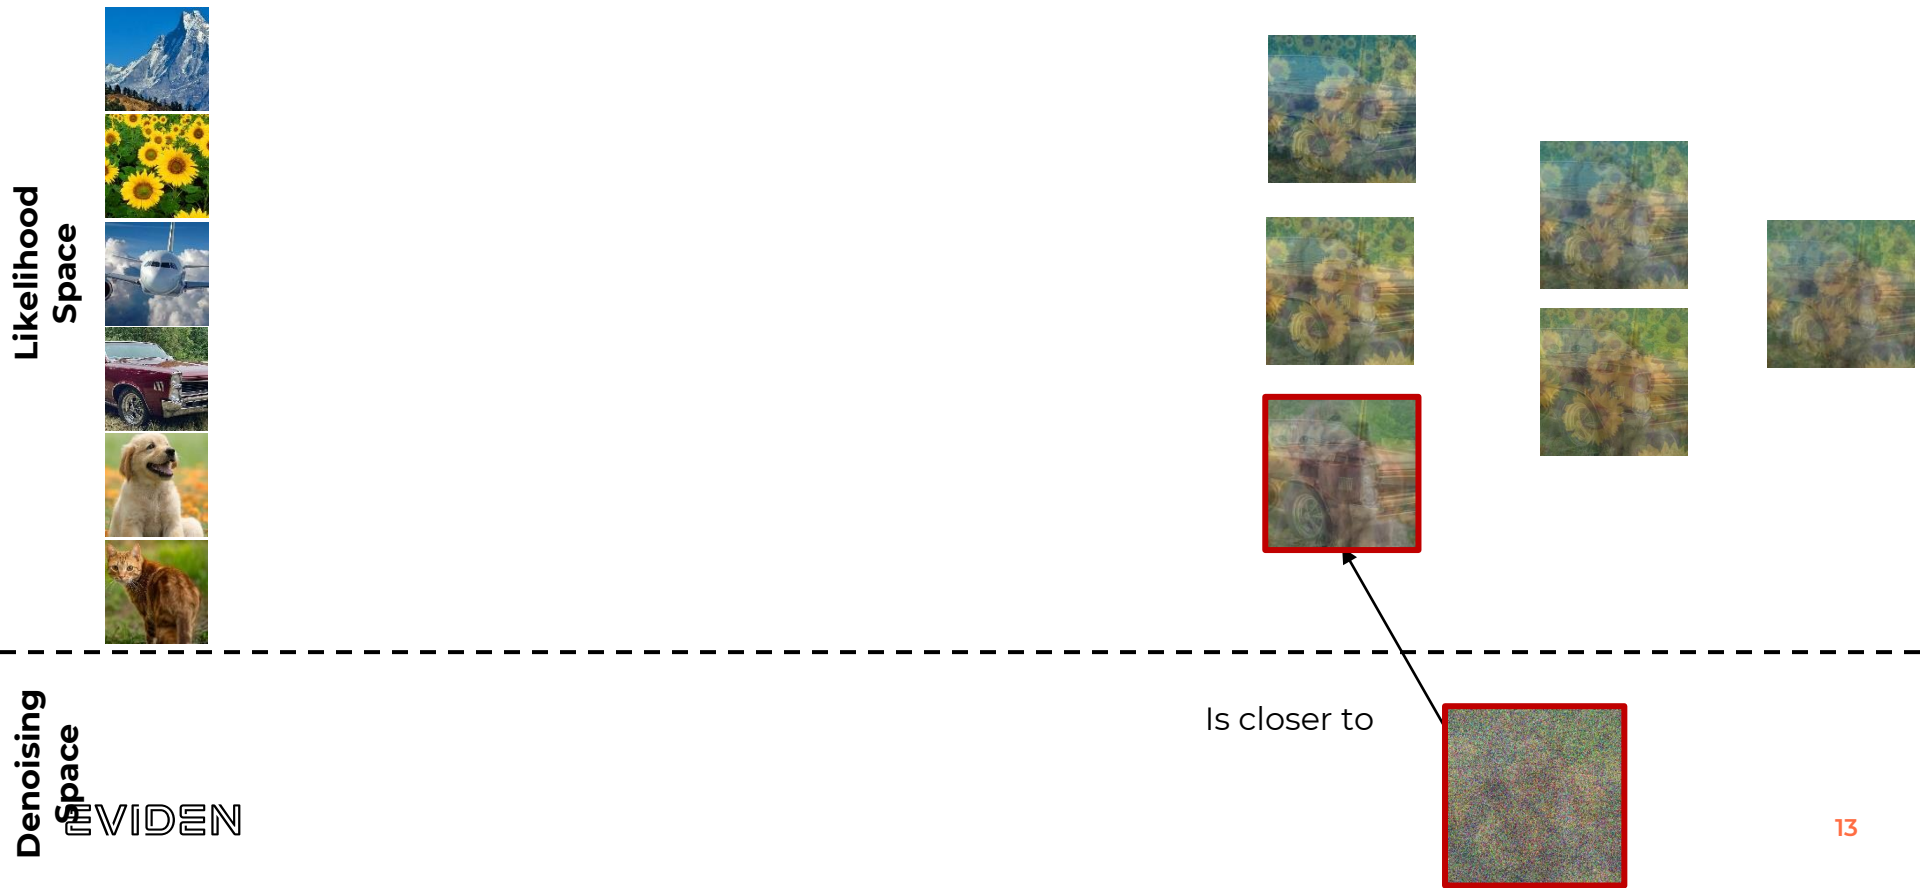 Likelihood
Space
Is closer to
Denoising
Space
EVIDEN
13